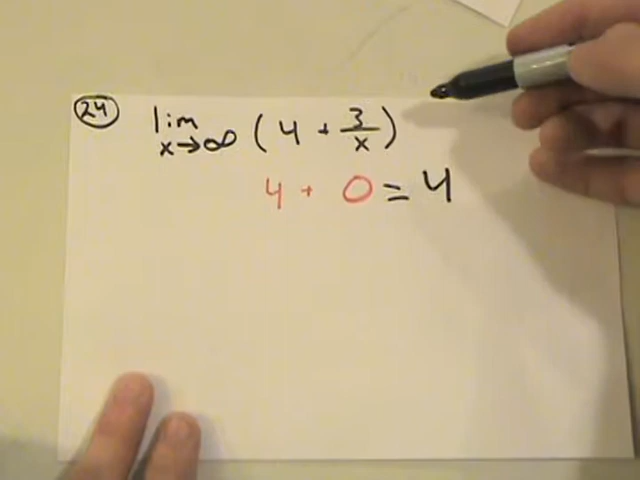 24 lim x→∞ (4 + 3/x)
4 + 0 = 4